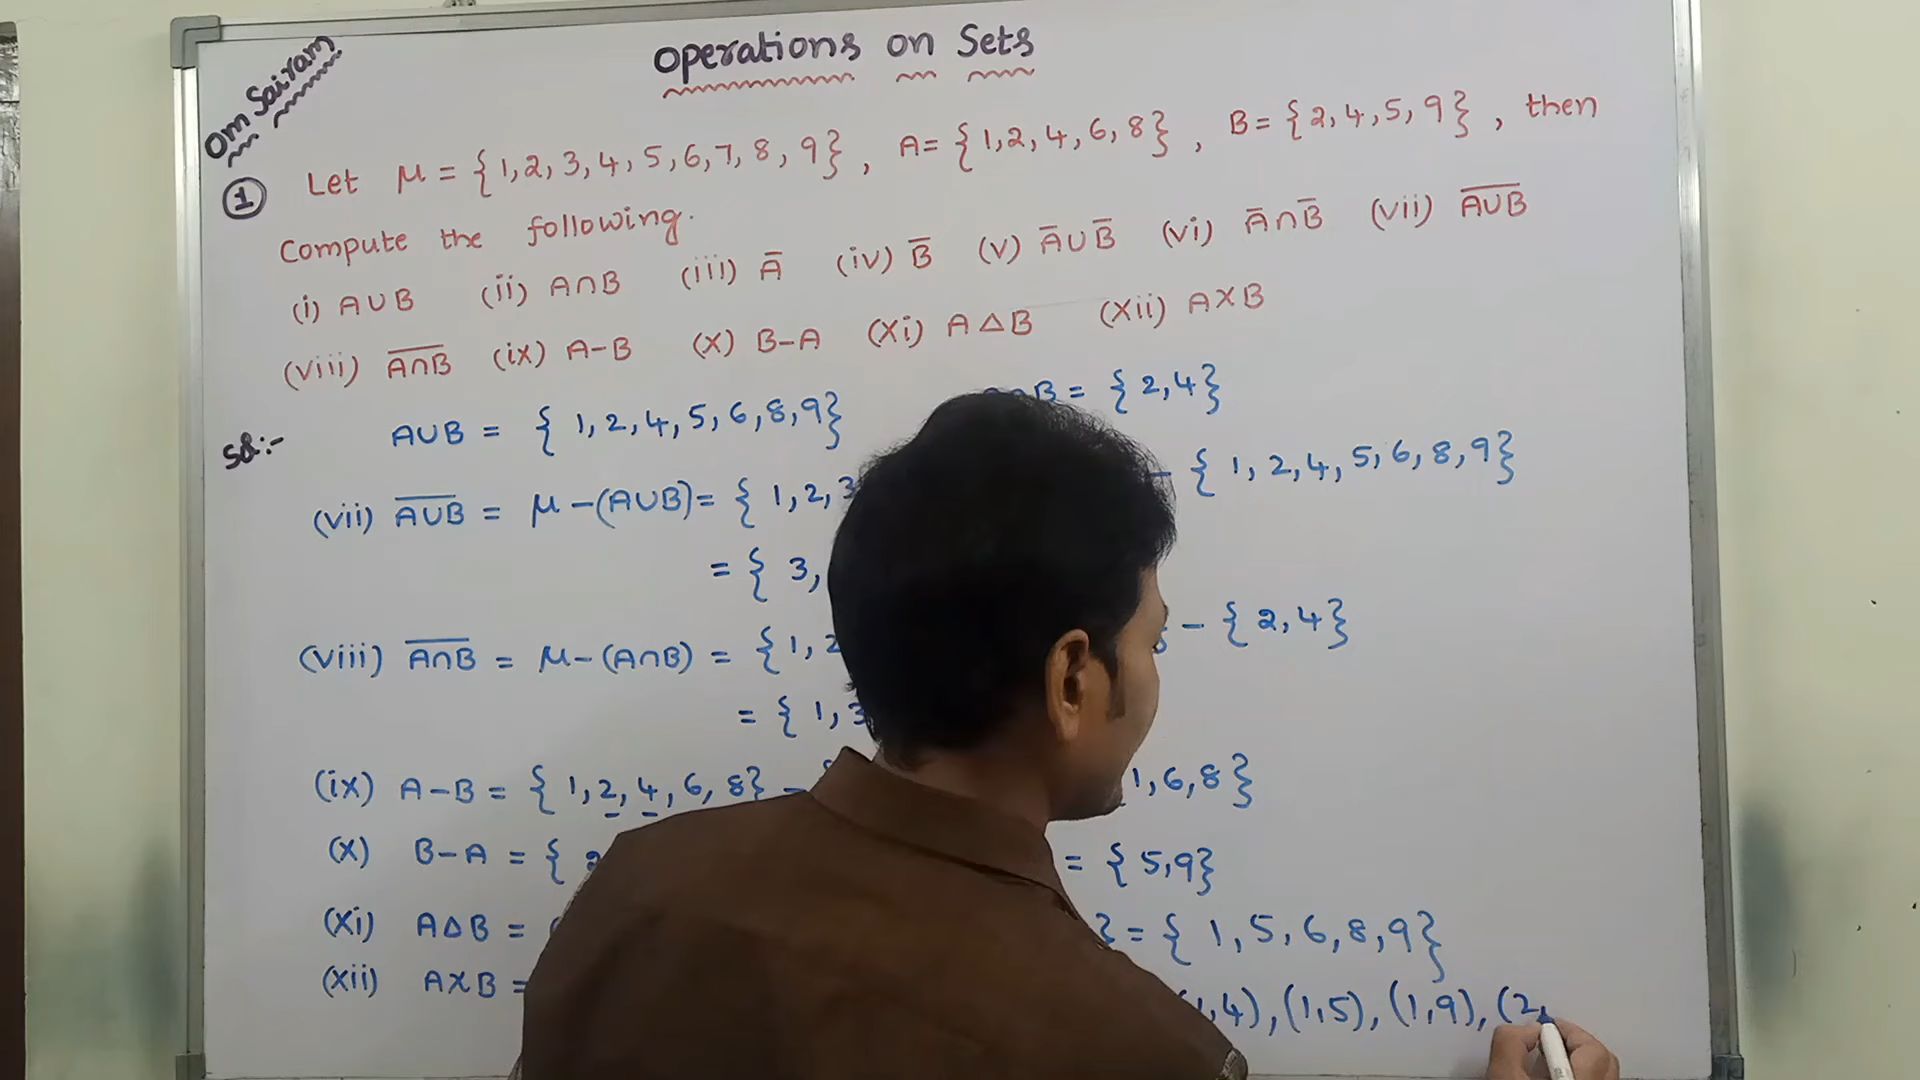 Om Sairam
Operations on Sets
① Let μ = {1,2,3,4,5,6,7,8,9}, A = {1,2,4,6,8}, B = {2,4,5,9}, then
Compute the following.
(i) A∪B (ii) A∩B (iii) A̅ (iv) B̅ (v) A̅∪B̅ (vi) A̅∩B̅ (vii) A̅∪̅B̅
(viii) A̅∩̅B̅ (ix) A-B (x) B-A (xi) A△B (xii) A×B
Sol:- A∪B = {1,2,4,5,6,8,9} ∩B = {2,4}
(vii) A̅∪̅B̅ = μ-(A∪B) = {1,2,3 - {1,2,4,5,6,8,9}
= {3,
(viii) A̅∩̅B̅ = μ-(A∩B) = {1,2 - {2,4}
= {1,3
(ix) A-B = {1,2,4,6,8} - 1,6,8}
(x) B-A = {2 = {5,9}
(xi) A△B = } = {1,5,6,8,9}
(xii) A×B = ,4),(1,5),(1,9),(2,